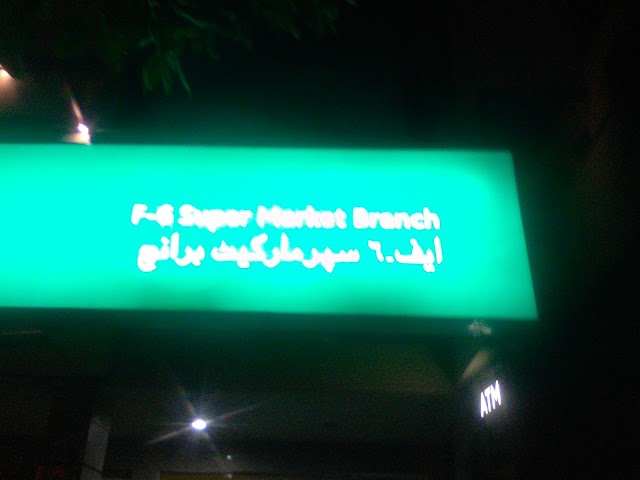 F-6 Super Market Branch
ایف۔٦ سپرمارکیٹ برانچ
ATM